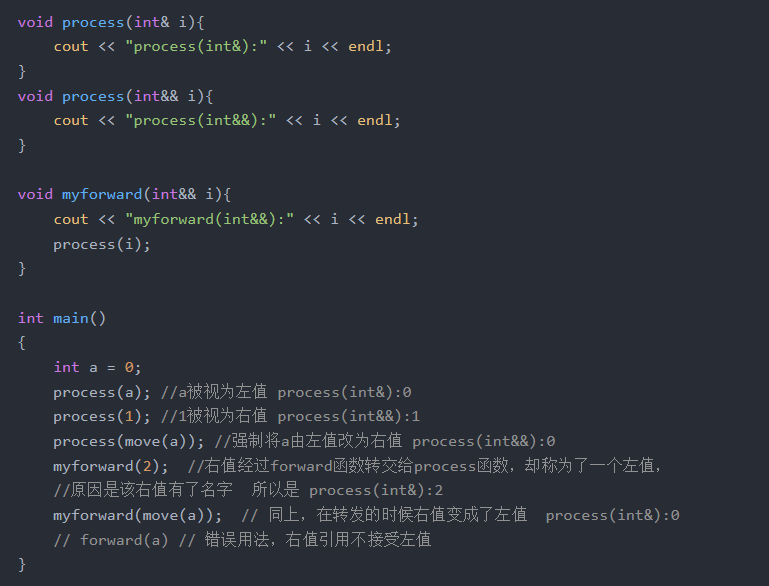 void process(int& i){
    cout << "process(int&):" << i << endl;
}
void process(int&& i){
    cout << "process(int&&):" << i << endl;
}

void myforward(int&& i){
    cout << "myforward(int&&):" << i << endl;
    process(i);
}

int main()
{
    int a = 0;
    process(a); //a被视为左值 process(int&):0
    process(1); //1被视为右值 process(int&&):1
    process(move(a)); //强制将a由左值改为右值 process(int&&):0
    myforward(2);  //右值经过forward函数转交给process函数，却称为了一个左值，
    //原因是该右值有了名字  所以是 process(int&):2
    myforward(move(a));  // 同上，在转发的时候右值变成了左值  process(int&):0
    // forward(a) // 错误用法，右值引用不接受左值
}